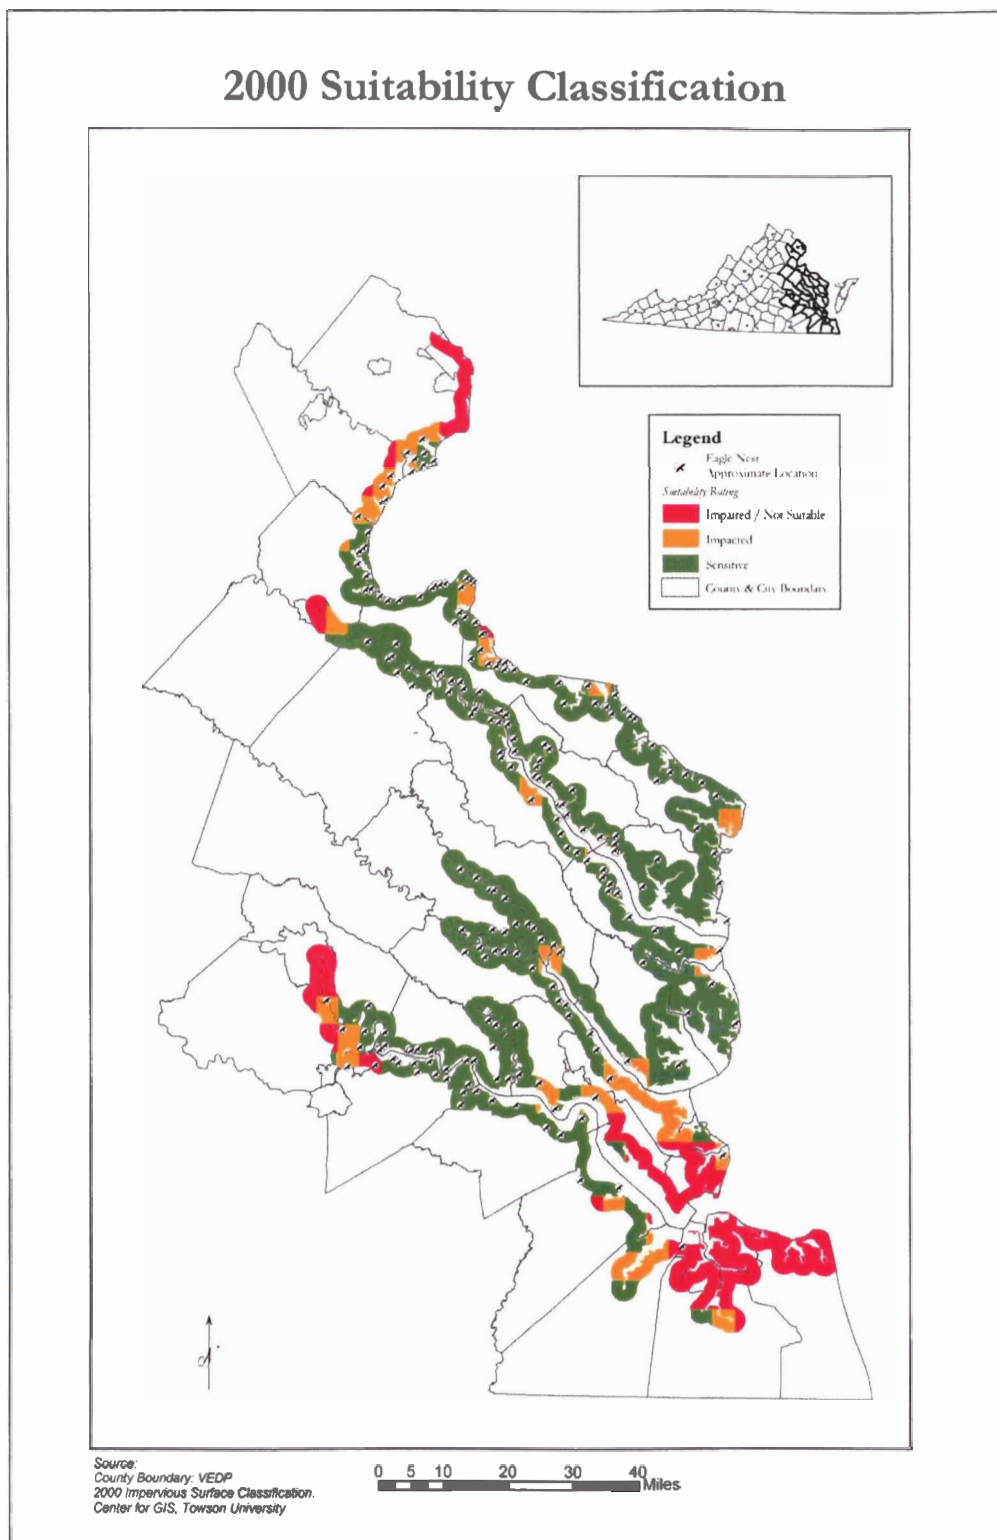 2000 Suitability Classification
Legend
Eagle Nest
Approximate Location
Suitability Rating
Impaired / Not Suitable
Impacted
Sensitive
County & City Boundary
Source:
County Boundary: VEDP
2000 Impervious Surface Classification.
Center for GIS, Towson University
0 5 10 20 30 40
Miles